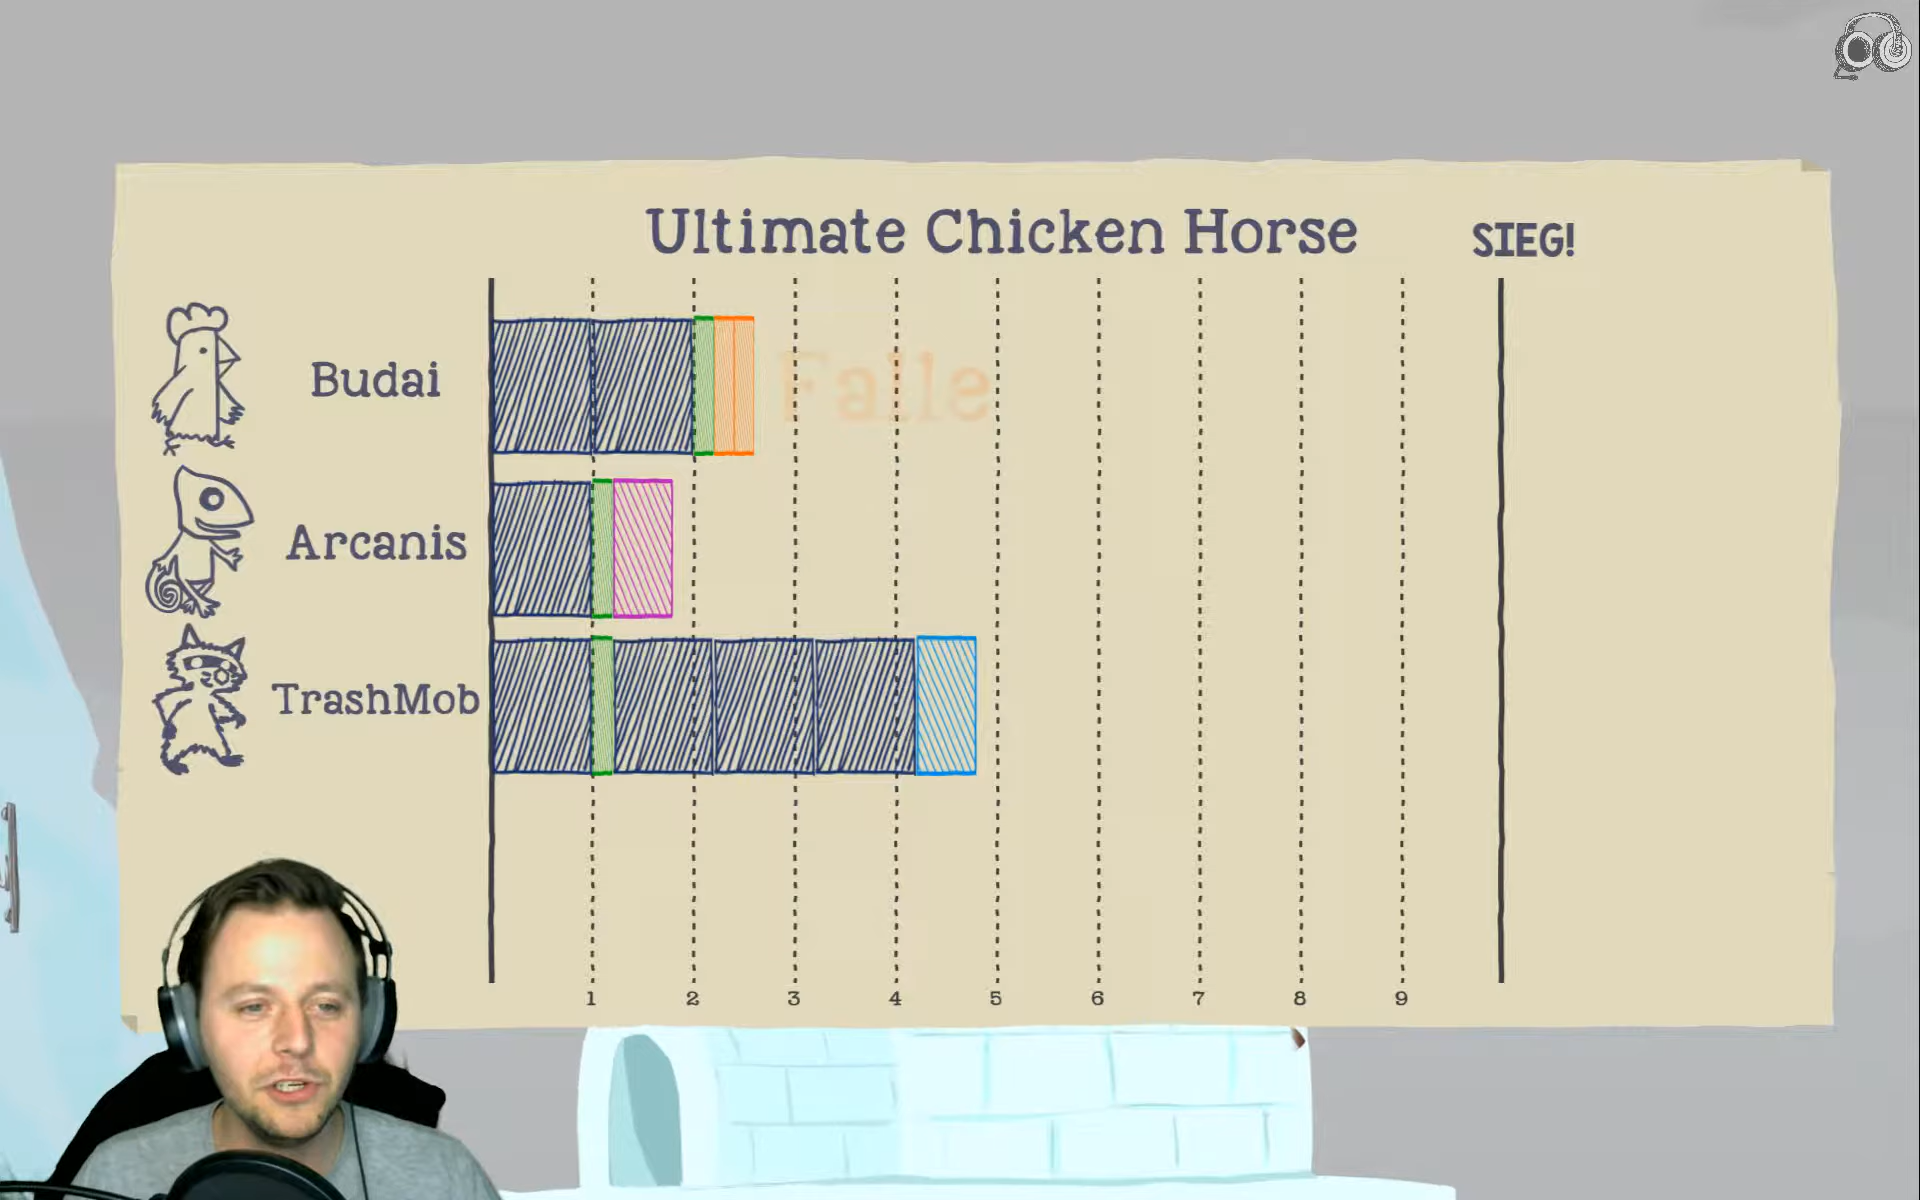 Ultimate Chicken Horse
SIEG!
Budai
Falle
Arcanis
TrashMob
1 2 3 4 5 6 7 8 9